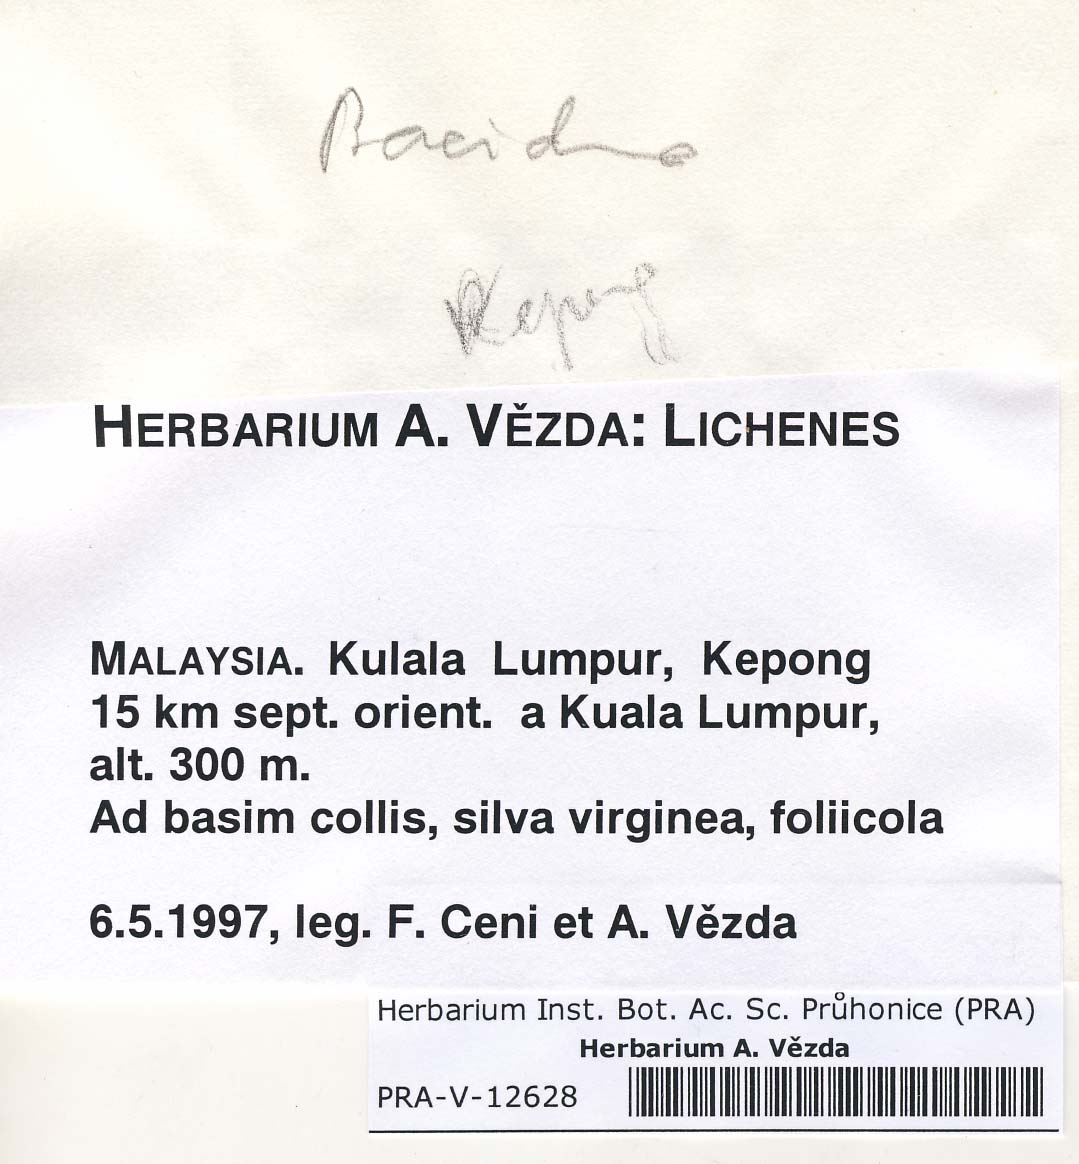 Bacidina
Kepong
HERBARIUM A. VĚZDA: LICHENES
MALAYSIA. Kulala Lumpur, Kepong
15 km sept. orient. a Kuala Lumpur,
alt. 300 m.
Ad basim collis, silva virginea, foliicola
6.5.1997, leg. F. Ceni et A. Vězda
Herbarium Inst. Bot. Ac. Sc. Průhonice (PRA)
Herbarium A. Vězda
PRA-V-12628